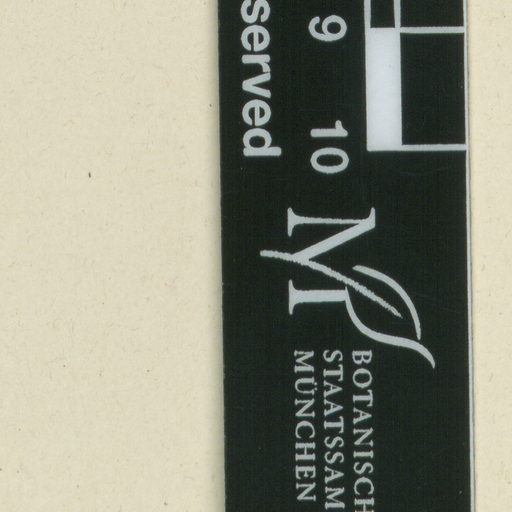 served
9 10
M
BOTANISCH
STAATSSAM
MÜNCHEN